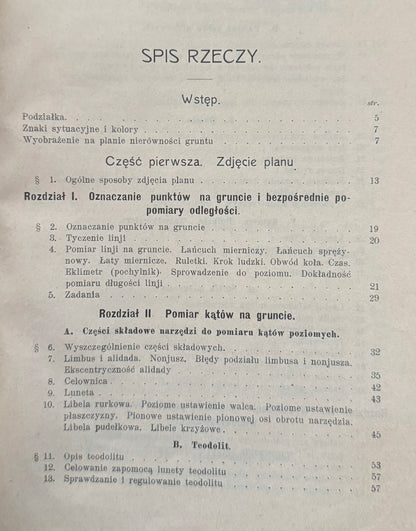 SPIS RZECZY.
Wstęp.
str.
Podziałka. . . . . . . . . . . . . . . . . . . 5
Znaki sytuacyjne i kolory . . . . . . . . . . . . . . . 7
Wyobrażenie na planie nierówności gruntu . . . . . . . . . 7
Część pierwsza. Zdjęcie planu
§ 1. Ogólne sposoby zdjęcia planu . . . . . . . . . . . . 13
Rozdział I. Oznaczanie punktów na gruncie i bezpośrednie po-
pomiary odległości.
§ 2. Oznaczanie punktów na gruncie . . . . . . . . . . . 19
3. Tyczenie linji . . . . . . . . . . . . . . . . . 20
4. Pomiar linji na gruncie. Łańcuch mierniczy. Łańcuch spręży-
nowy. Łaty miernicze. Ruletki. Krok ludzki. Obwód koła. Czas.
Eklimetr (pochylnik)· Sprowadzenie do poziomu. Dokładność
pomiaru długości linji . . . . . . . . . . . . . . 21
5. Zadania . . . . . . . . . . . . . . . . . . . 29
Rozdział II Pomiar kątów na gruncie.
A. Części składowe narzędzi do pomiaru kątów poziomych.
§ 6. Wyszczególnienie części składowych. . . . . . . . . . 32
7. Limbus i alidada. Nonjusz. Błędy podziału limbusa i nonjusza.
Ekscentryczność alidady . . . . . . . . . . . . . 35
8. Celownica . . . . . . . . . . . . . . . . . . 42
9. Luneta . . . . . . . . . . . . . . . . . . . 43
10. Libela rurkowa. Poziome ustawienie walca. Poziome ustawienie
płaszczyzny. Pionowe ustawienie pionowej osi obrotu narzędzia.
Libela pudełkowa. Libele krzyżowe . . . . . . . . . . 45
B. Teodolit.
§ 11. Opis teodolitu . . . . . . . . . . . . . . . . 53
12. Celowanie zapomocą lunety teodolitu . . . . . . . . . 57
13. Sprawdzanie i regulowanie teodolitu . . . . . . . . . 57